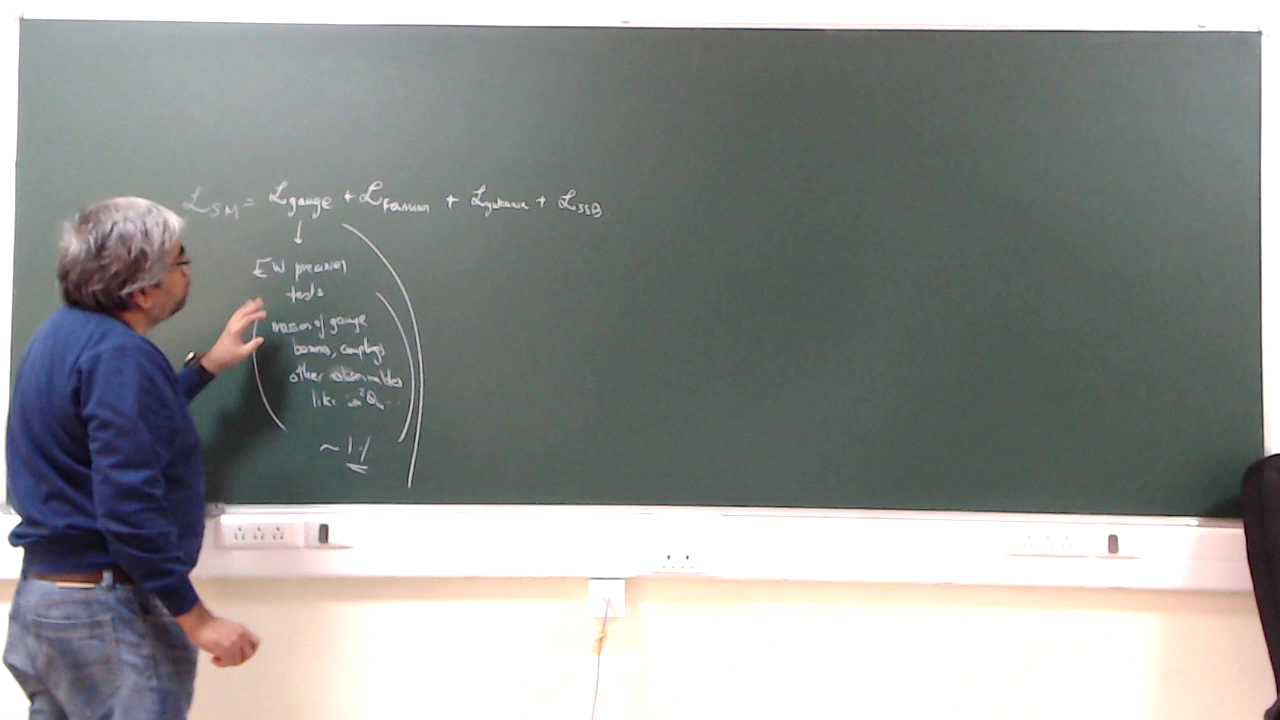 ℒ_SM = ℒ_gauge + ℒ_fermion + ℒ_yukawa + ℒ_SSB
↓
EW precision
tests
masses of gauge
bosons, couplings
other observables
like sin²θ_w
~ 1 %